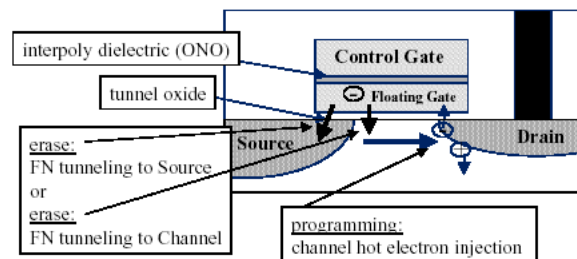 interpoly dielectric (ONO)
Control Gate
tunnel oxide
Floating Gate
erase:
FN tunneling to Source
or
erase:
FN tunneling to Channel
Source
Drain
programming:
channel hot electron injection